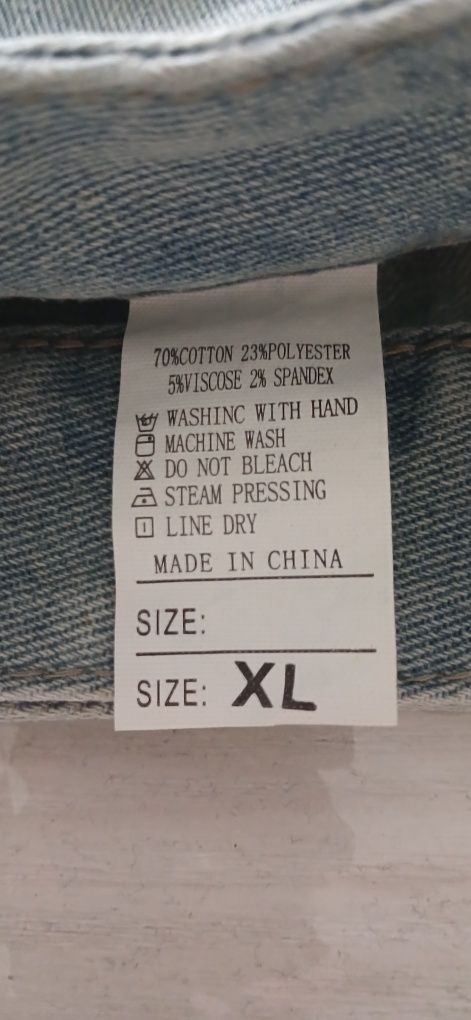 70%COTTON 23%POLYESTER
5%VISCOSE 2% SPANDEX
WASHINC WITH HAND
MACHINE WASH
DO NOT BLEACH
STEAM PRESSING
LINE DRY
MADE IN CHINA
SIZE:
SIZE: XL